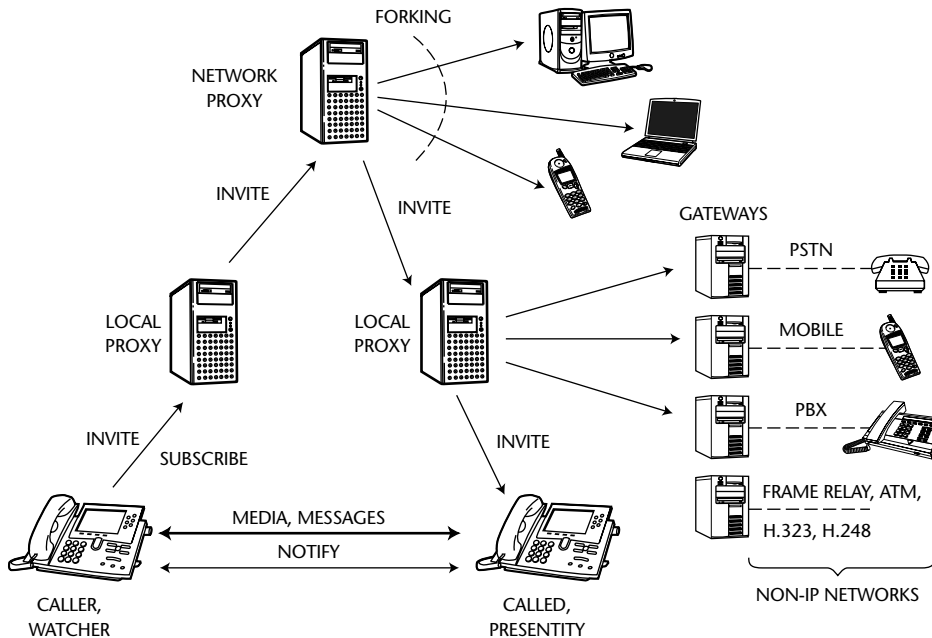 FORKING
NETWORK
PROXY
INVITE
INVITE
GATEWAYS
PSTN
LOCAL
PROXY
LOCAL
PROXY
MOBILE
PBX
INVITE
SUBSCRIBE
INVITE
FRAME RELAY, ATM,
H.323, H.248
MEDIA, MESSAGES
NOTIFY
NON-IP NETWORKS
CALLER,
WATCHER
CALLED,
PRESENTITY